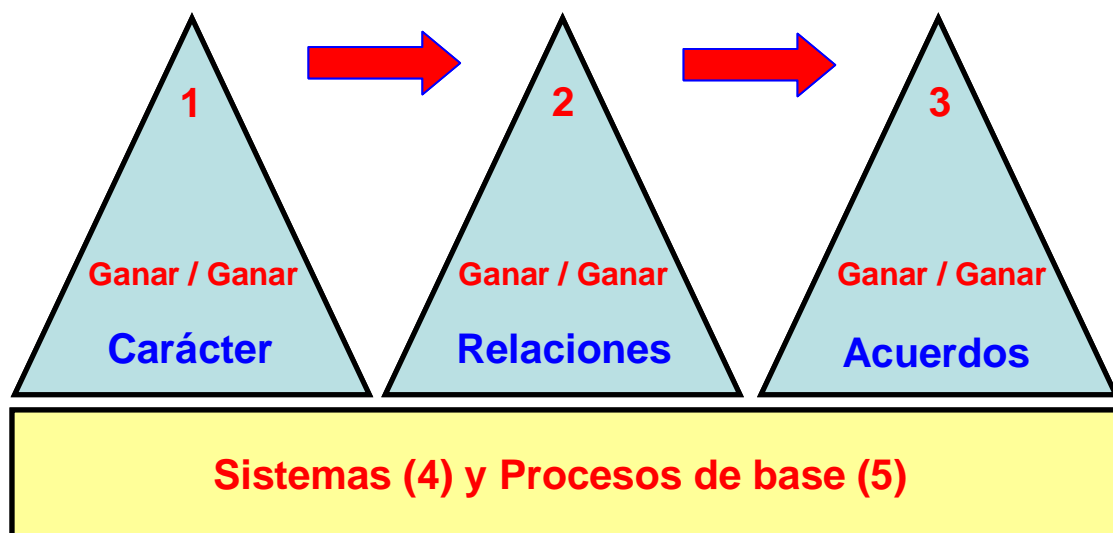 1
2
3
Ganar / Ganar
Ganar / Ganar
Ganar / Ganar
Carácter
Relaciones
Acuerdos
Sistemas (4) y Procesos de base (5)